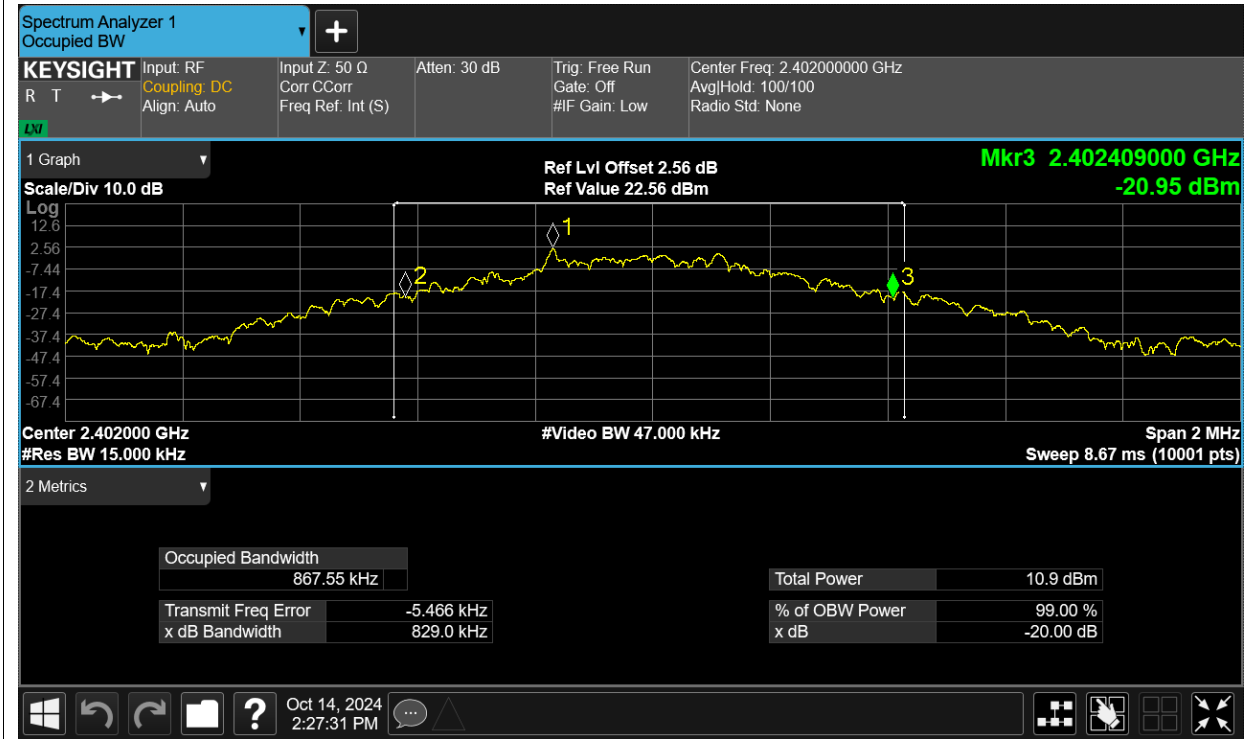 Spectrum Analyzer 1
Occupied BW
+
KEYSIGHT
R T
LXI
Input: RF
Coupling: DC
Align: Auto
Input Z: 50 Ω
Corr CCorr
Freq Ref: Int (S)
Atten: 30 dB
Trig: Free Run
Gate: Off
#IF Gain: Low
Center Freq: 2.402000000 GHz
Avg|Hold: 100/100
Radio Std: None
1 Graph
Scale/Div 10.0 dB
Ref Lvl Offset 2.56 dB
Ref Value 22.56 dBm
Mkr3 2.402409000 GHz
-20.95 dBm
Log
12.6
2.56
-7.44
-17.4
-27.4
-37.4
-47.4
-57.4
-67.4
1
2
3
Center 2.402000 GHz
#Video BW 47.000 kHz
Span 2 MHz
#Res BW 15.000 kHz
Sweep 8.67 ms (10001 pts)
2 Metrics
Occupied Bandwidth
867.55 kHz
Total Power 10.9 dBm
Transmit Freq Error -5.466 kHz
% of OBW Power 99.00 %
x dB Bandwidth 829.0 kHz
x dB -20.00 dB
?
Oct 14, 2024
2:27:31 PM